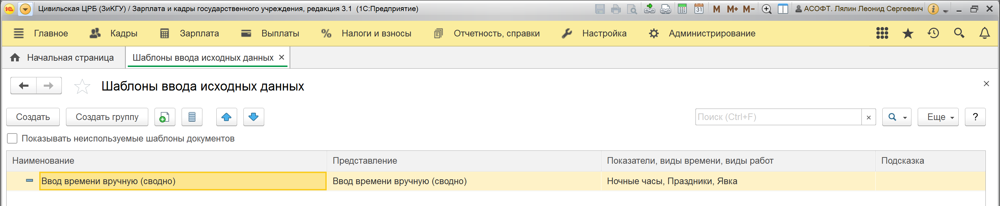 Цивильская ЦРБ (ЗиКГУ) / Зарплата и кадры государственного учреждения, редакция 3.1 (1С:Предприятие) 31 M M+ M− АСОФТ. Лялин Леонид Сергеевич
Главное Кадры Зарплата Выплаты % Налоги и взносы Отчетность, справки Настройка Администрирование
Начальная страница Шаблоны ввода исходных данных
Шаблоны ввода исходных данных
Создать Создать группу Поиск (Ctrl+F) × Еще ?
Показывать неиспользуемые шаблоны документов
Наименование Представление Показатели, виды времени, виды работ Подсказка
Ввод времени вручную (сводно) Ввод времени вручную (сводно) Ночные часы, Праздники, Явка